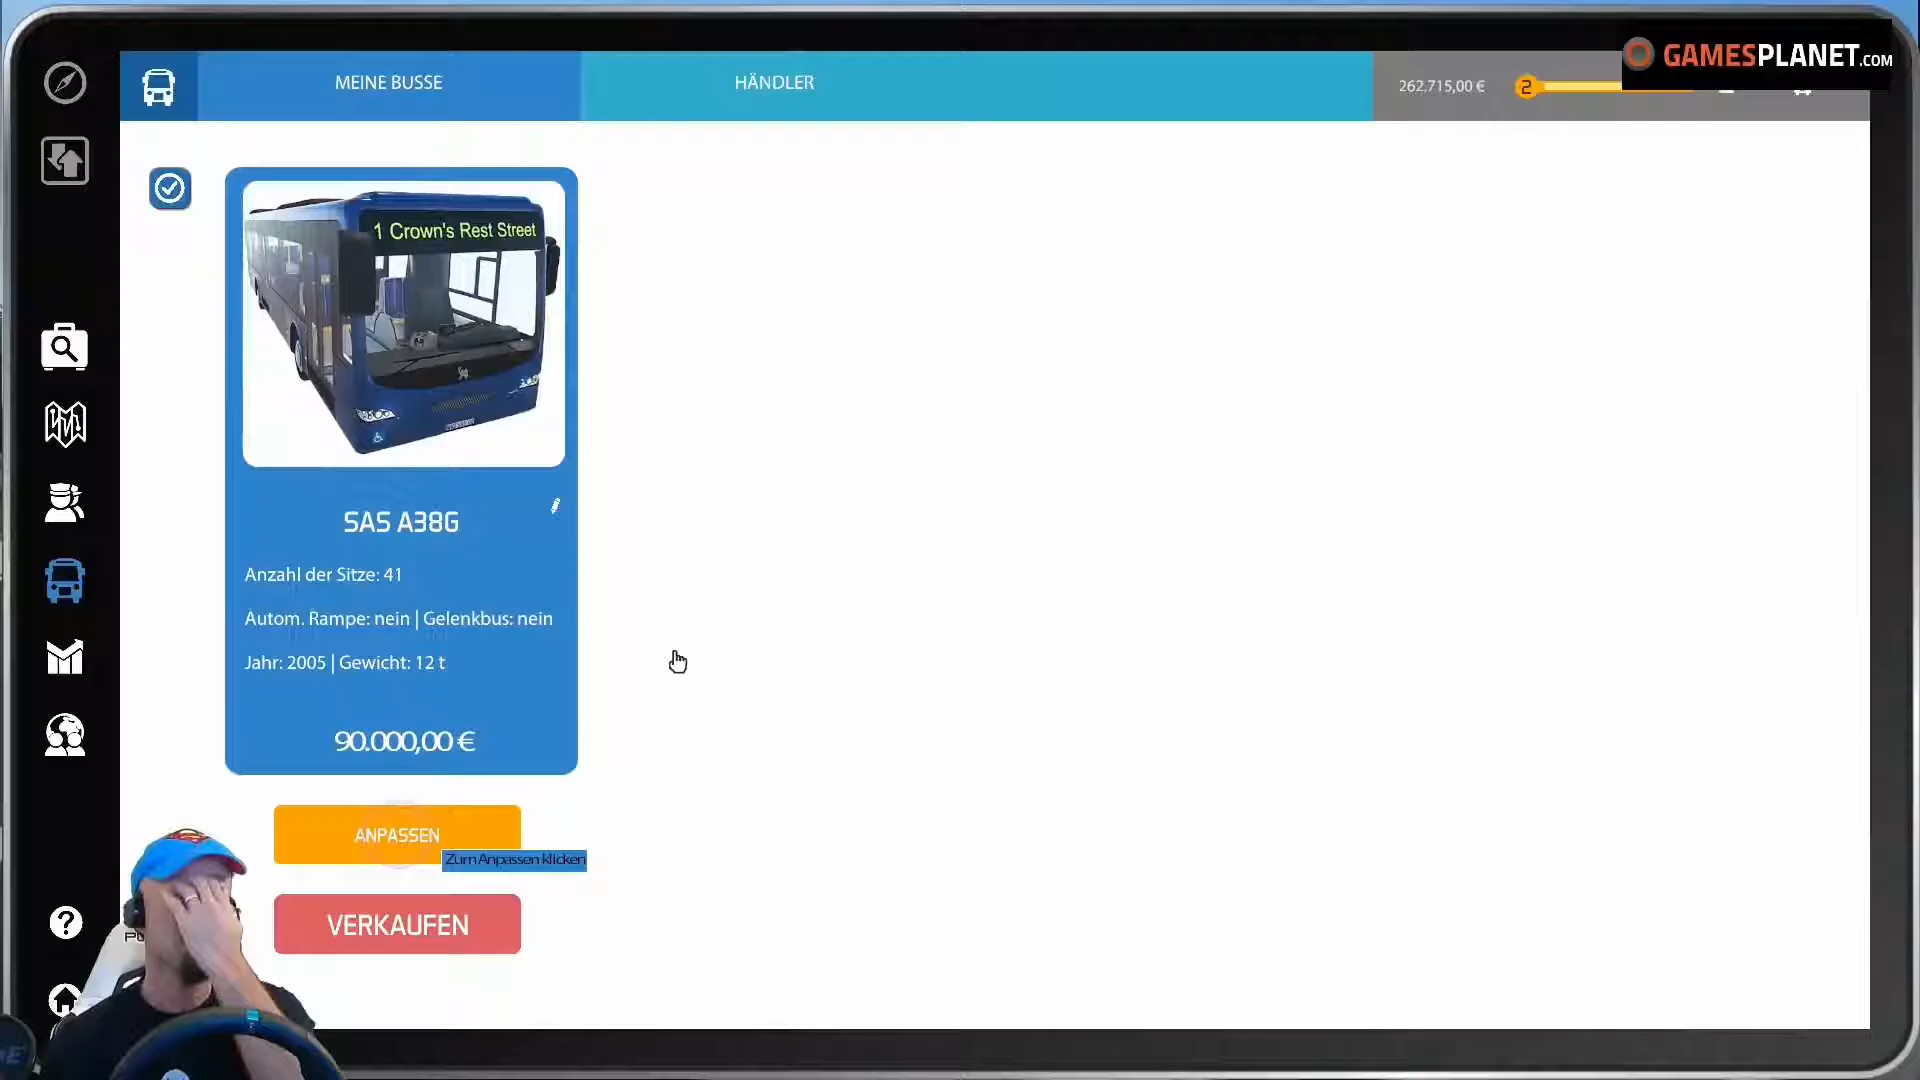 MEINE BUSSE
HÄNDLER
262.715,00 €
2
GAMESPLANET.COM
1 Crown's Rest Street
SAS A38G
Anzahl der Sitze: 41
Autom. Rampe: nein | Gelenkbus: nein
Jahr: 2005 | Gewicht: 12 t
90.000,00 €
ANPASSEN
Zum Anpassen klicken
VERKAUFEN